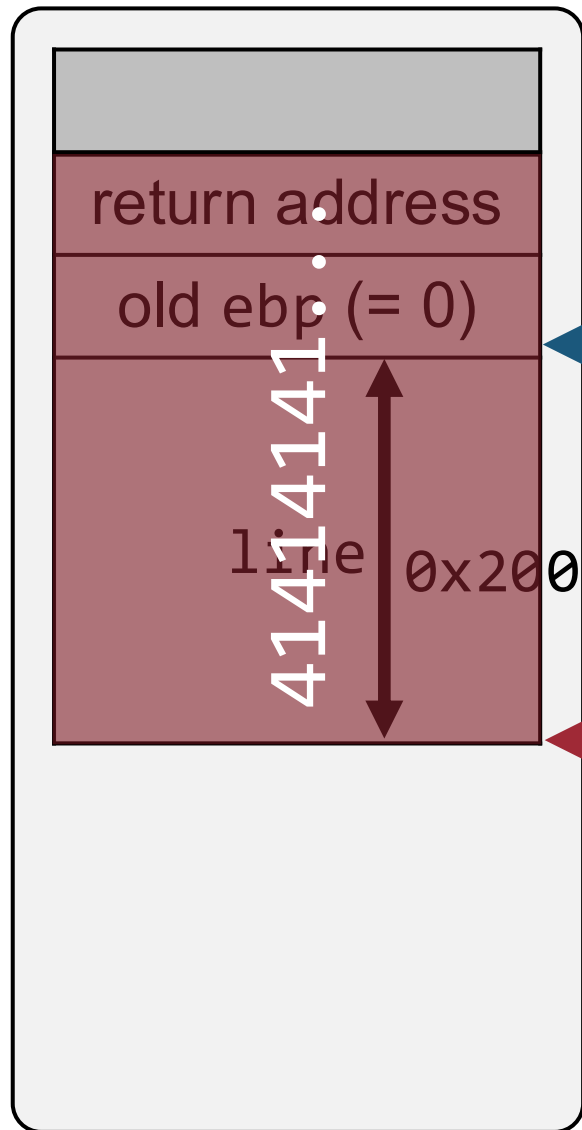 return address
old ebp (= 0)
line
0x200
41414141...